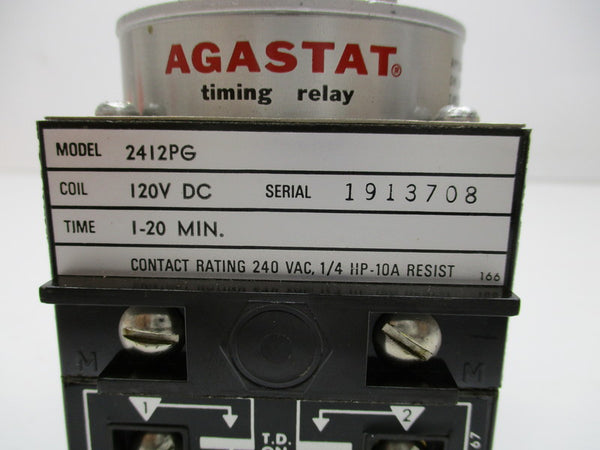 AGASTAT®
timing relay
MODEL 2412PG
COIL 120V DC SERIAL 1913708
TIME 1-20 MIN.
CONTACT RATING 240 VAC, 1/4 HP-10A RESIST 166
M M
1 2
T.D.
ON
67